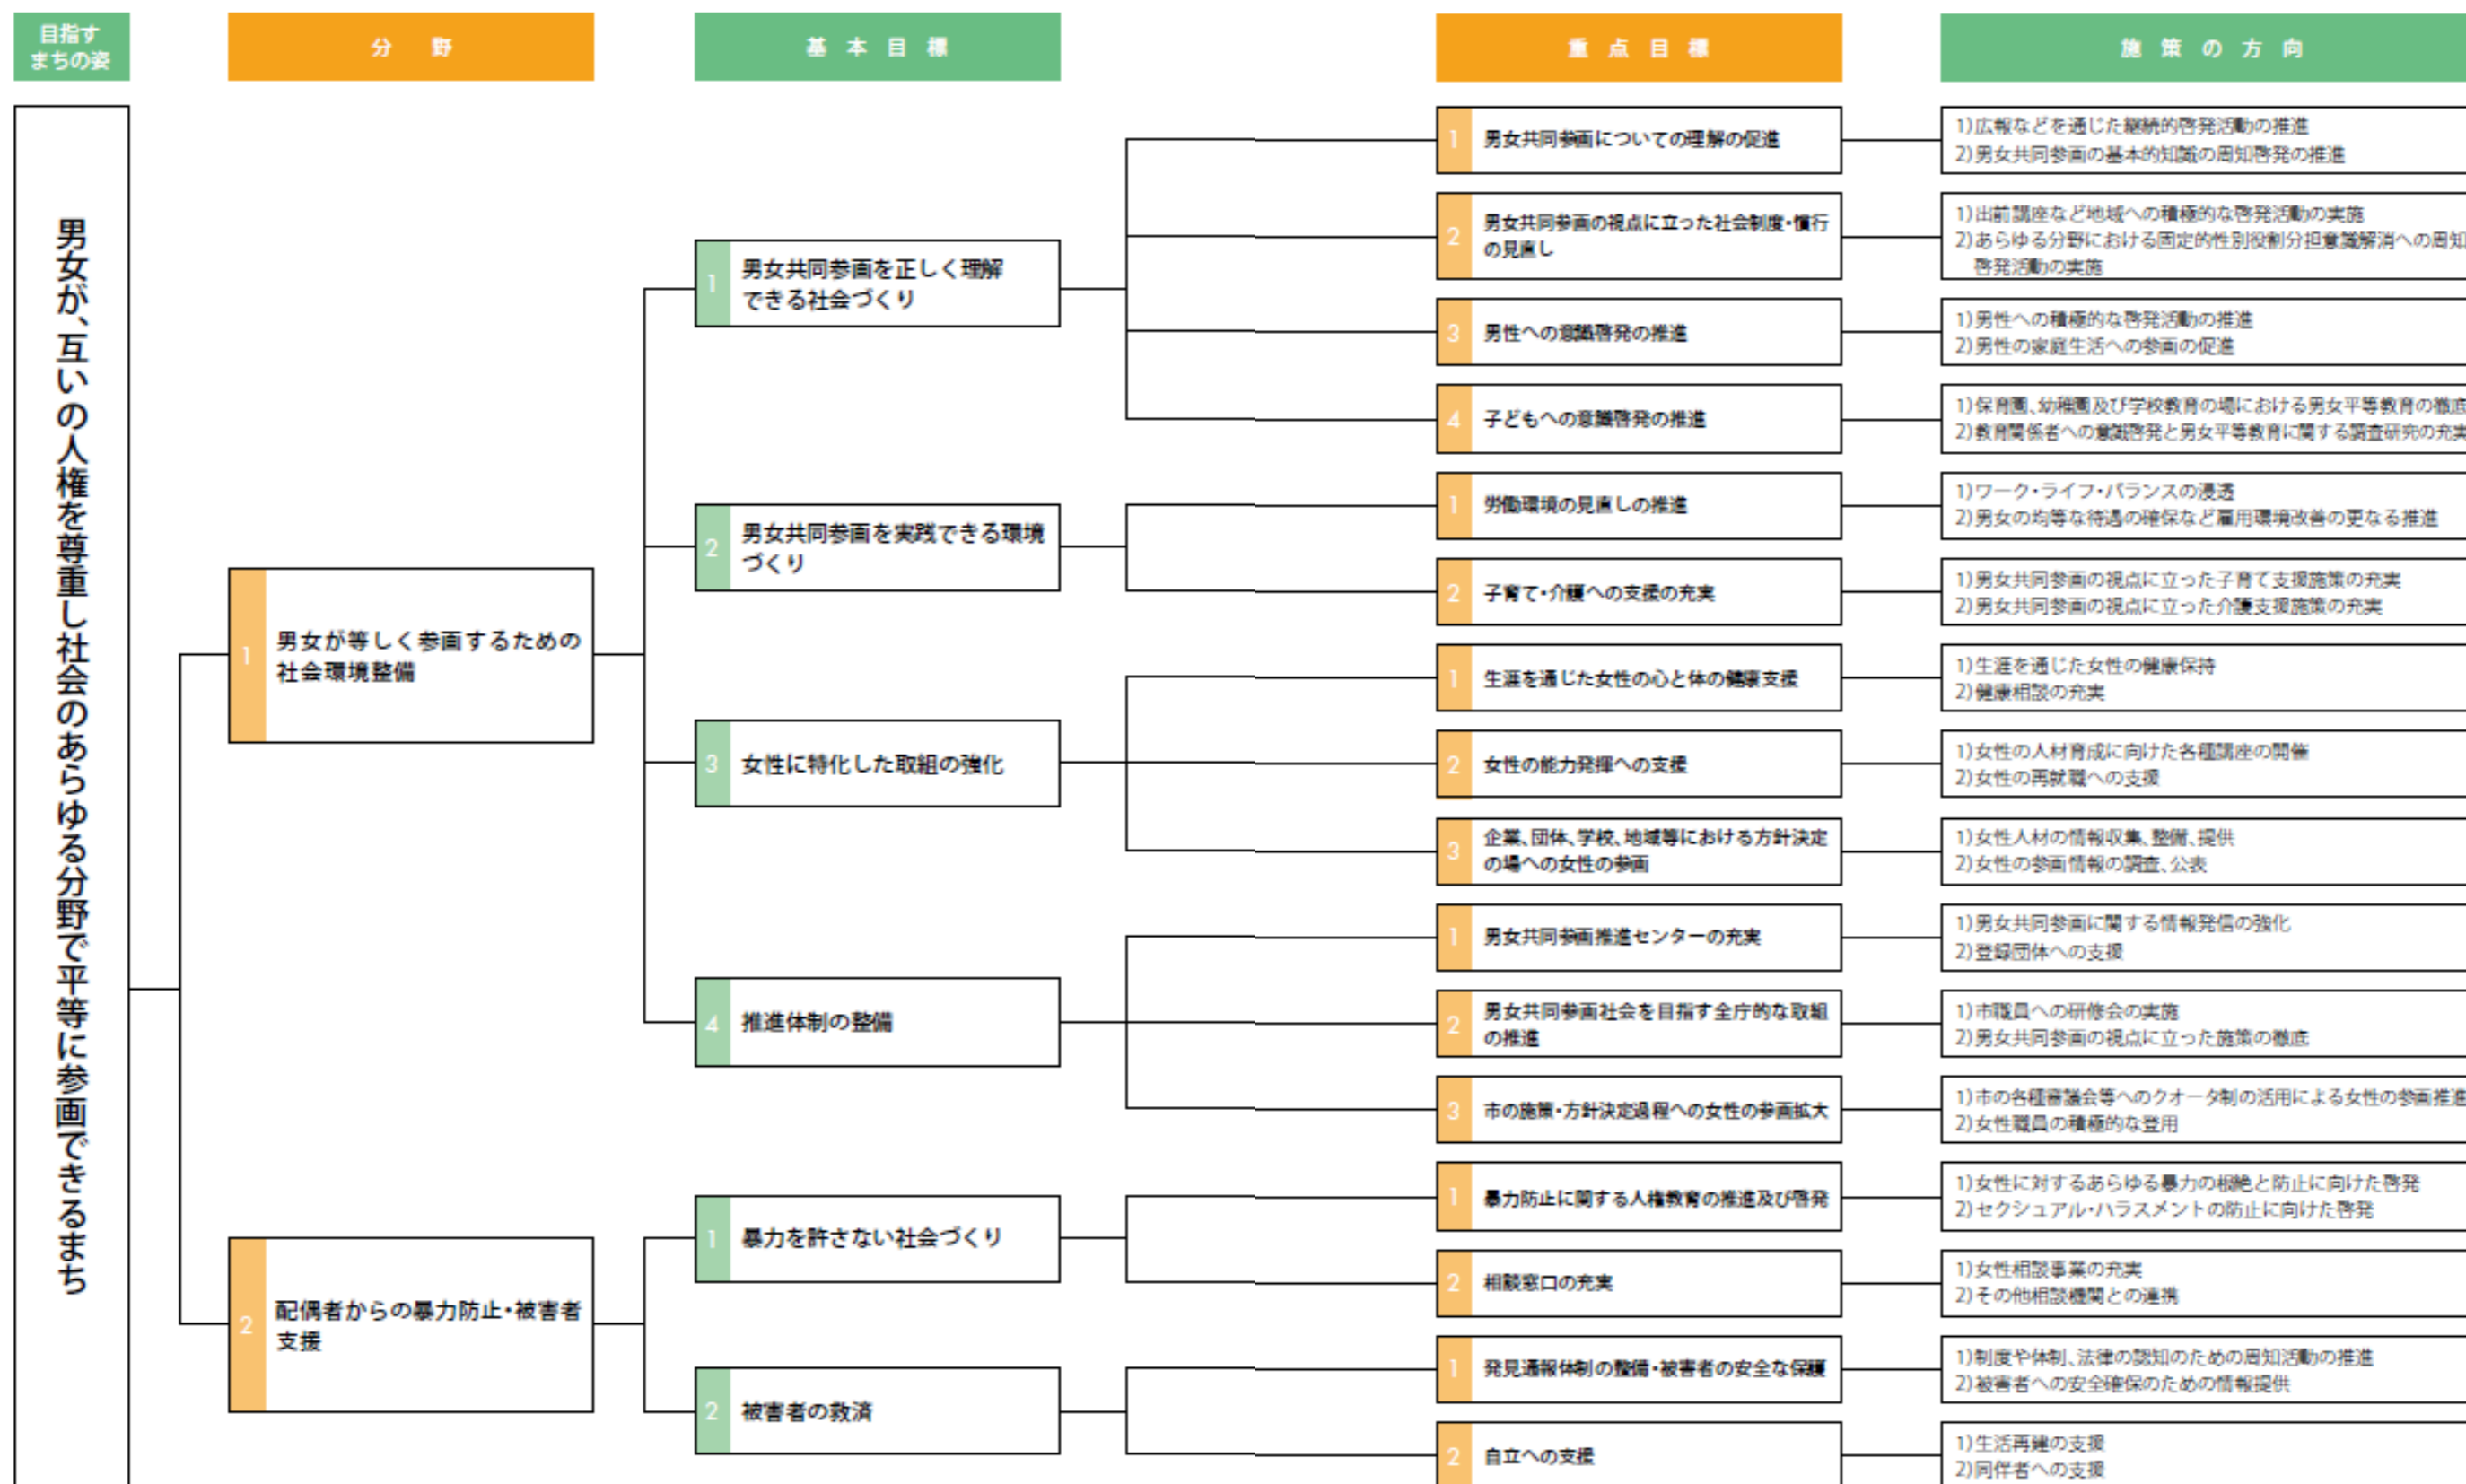 目指す
まちの姿
分 野
基 本 目 標
重 点 目 標
施 策 の 方 向
男女が、互いの人権を尊重し社会のあらゆる分野で平等に参画できるまち
1
男女が等しく参画するための
社会環境整備
1
男女共同参画を正しく理解
できる社会づくり
1
男女共同参画についての理解の促進
1)広報などを通じた継続的啓発活動の推進
2)男女共同参画の基本的知識の周知啓発の推進
2
男女共同参画の視点に立った社会制度・慣行
の見直し
1)出前講座など地域への積極的な啓発活動の実施
2)あらゆる分野における固定的性別役割分担意識解消への周知
啓発活動の実施
3
男性への意識啓発の推進
1)男性への積極的な啓発活動の推進
2)男性の家庭生活への参画の促進
4
子どもへの意識啓発の推進
1)保育園、幼稚園及び学校教育の場における男女平等教育の徹底
2)教育関係者への意識啓発と男女平等教育に関する調査研究の充実
2
男女共同参画を実践できる環境
づくり
1
労働環境の見直しの推進
1)ワーク・ライフ・バランスの浸透
2)男女の均等な待遇の確保など雇用環境改善の更なる推進
2
子育て・介護への支援の充実
1)男女共同参画の視点に立った子育て支援施策の充実
2)男女共同参画の視点に立った介護支援施策の充実
3
女性に特化した取組の強化
1
生涯を通じた女性の心と体の健康支援
1)生涯を通じた女性の健康保持
2)健康相談の充実
2
女性の能力発揮への支援
1)女性の人材育成に向けた各種講座の開催
2)女性の再就職への支援
3
企業、団体、学校、地域等における方針決定
の場への女性の参画
1)女性人材の情報収集、整備、提供
2)女性の参画情報の調査、公表
4
推進体制の整備
1
男女共同参画推進センターの充実
1)男女共同参画に関する情報発信の強化
2)登録団体への支援
2
男女共同参画社会を目指す全庁的な取組
の推進
1)市職員への研修会の実施
2)男女共同参画の視点に立った施策の徹底
3
市の施策・方針決定過程への女性の参画拡大
1)市の各種審議会等へのクオータ制の活用による女性の参画推進
2)女性職員の積極的な登用
2
配偶者からの暴力防止・被害者
支援
1
暴力を許さない社会づくり
1
暴力防止に関する人権教育の推進及び啓発
1)女性に対するあらゆる暴力の根絶と防止に向けた啓発
2)セクシュアル・ハラスメントの防止に向けた啓発
2
相談窓口の充実
1)女性相談事業の充実
2)その他相談機関との連携
2
被害者の救済
1
発見通報体制の整備・被害者の安全な保護
1)制度や体制、法律の認知のための周知活動の推進
2)被害者への安全確保のための情報提供
2
自立への支援
1)生活再建の支援
2)同伴者への支援